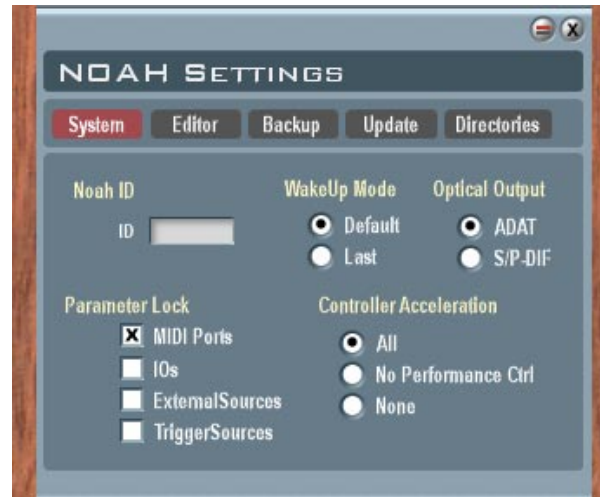 NOAH SETTINGS
System Editor Backup Update Directories
Noah ID WakeUp Mode Optical Output
ID Default ADAT
Last S/P-DIF
Parameter Lock Controller Acceleration
MIDI Ports All
IOs No Performance Ctrl
ExternalSources None
TriggerSources